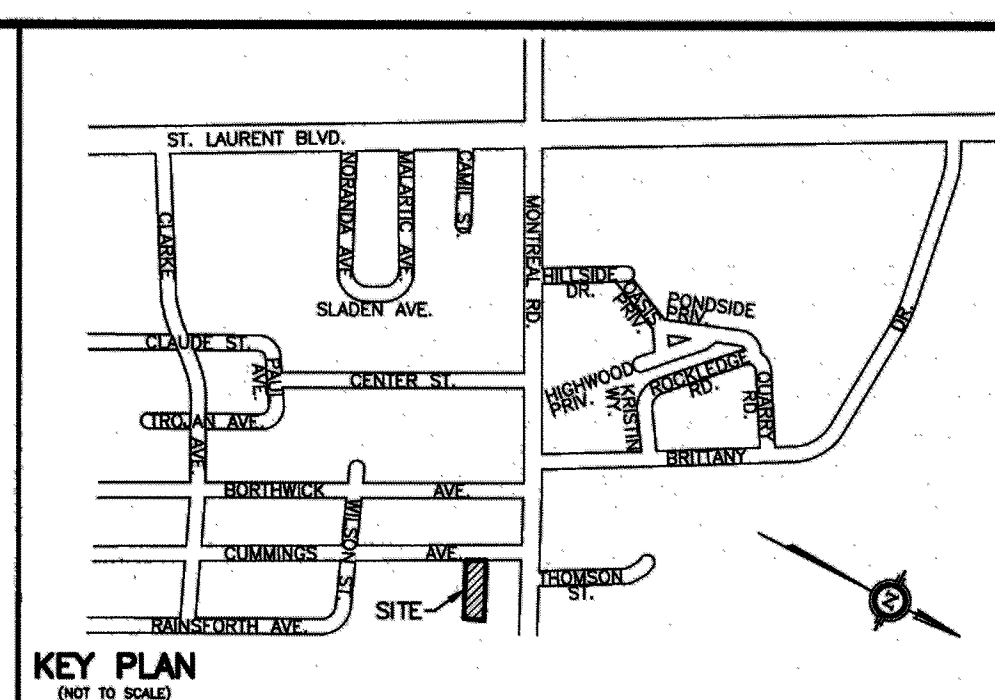 ST. LAURENT BLVD.
NORANDA AVE.
MALARTIC AVE.
CAMIL ST.
MONTREAL RD.
CLARKE
AVE.
SLADEN AVE.
HILLSIDE
DR.
OASIS
PRIV.
PONDSIDE
PRIV.
DR.
CLAUDE ST.
PAUL
AVE.
CENTER ST.
HIGHWOOD
PRIV.
KRISTIN
WY.
ROCKLEDGE
RD.
QUARRY
RD.
TROJAN AVE.
BRITTANY
BORTHWICK AVE.
WILSON ST.
CUMMINGS AVE.
THOMSON
ST.
SITE
RAINSFORTH AVE.
N
KEY PLAN
(NOT TO SCALE)